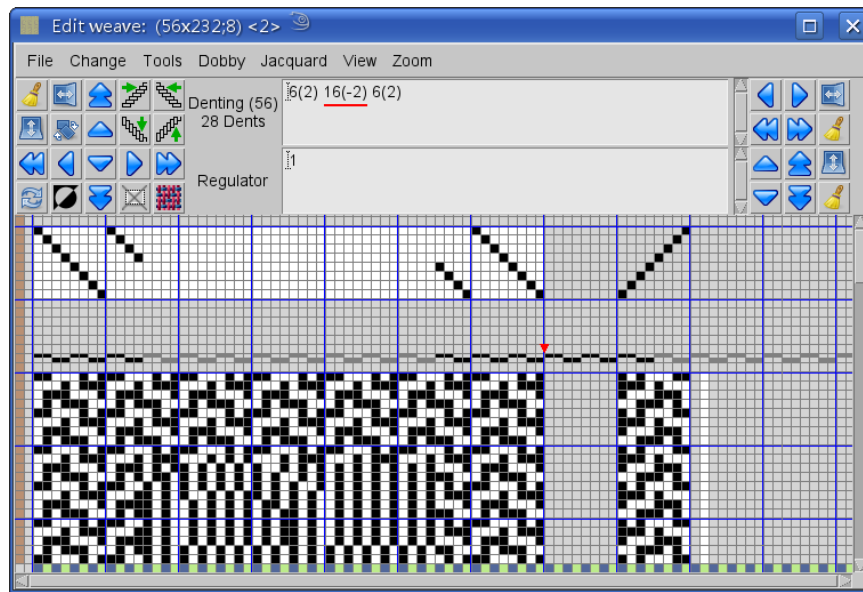 Edit weave: (56x232;8) <2>
File Change Tools Dobby Jacquard View Zoom
Denting (56)
28 Dents
6(2) 16(-2) 6(2)
Regulator
1